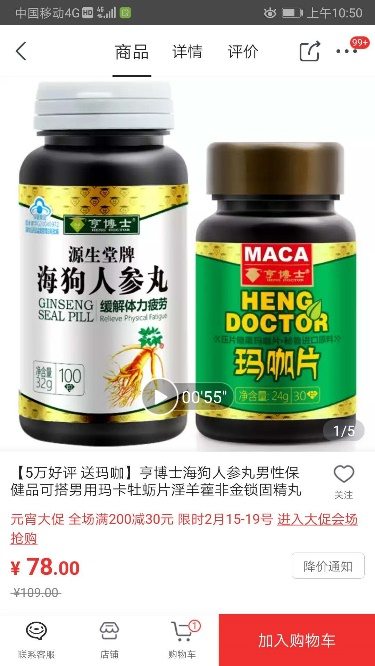 中国移动4G HD 46 上午10:50
商品 详情 评价
99+
亨博士
HENG DOCTOR
源生堂牌
海狗人参丸
GINSENG
SEAL PILL
缓解体力疲劳
Relieve Physical Fatigue
净含量
32g
100
MACA
亨博士
HENG
DOCTOR
玛咖片
净含量:24g
30
00'55"
1/5
【5万好评 送玛咖】亨博士海狗人参丸男性保
健品可搭男用玛卡牡蛎片淫羊藿非金锁固精丸
关注
元宵大促 全场满200减30元 限时2月15-19号 进入大促会场
抢购
¥ 78.00
降价通知
¥109.00
联系客服
店铺
1
购物车
加入购物车